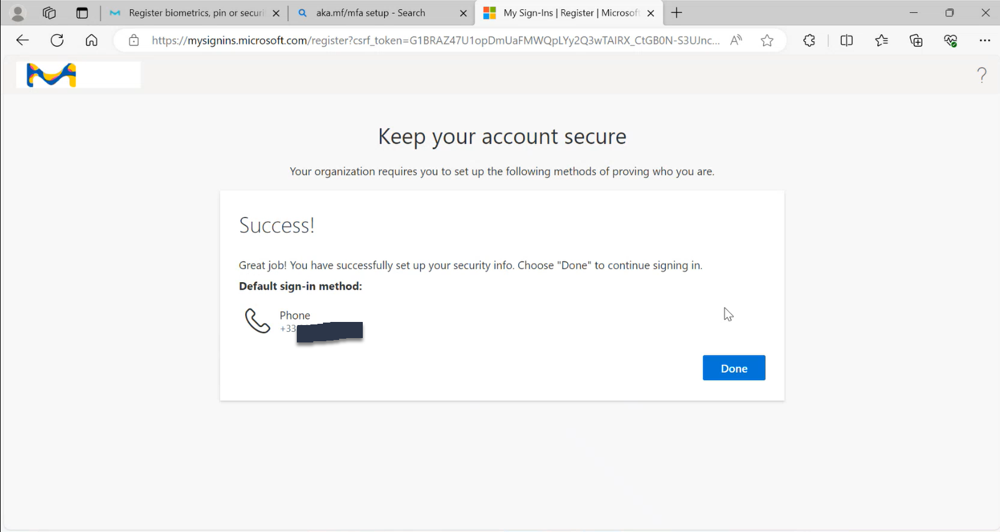 Register biometrics, pin or securi
aka.mf/mfa setup - Search
My Sign-Ins | Register | Microsoft
https://mysignins.microsoft.com/register?csrf_token=G1BRAZ47U1opDmUaFMWQpLYy2Q3wTAIRX_CtGB0N-S3UJnc...
Keep your account secure
Your organization requires you to set up the following methods of proving who you are.
Success!
Great job! You have successfully set up your security info. Choose "Done" to continue signing in.
Default sign-in method:
Phone
+33
Done